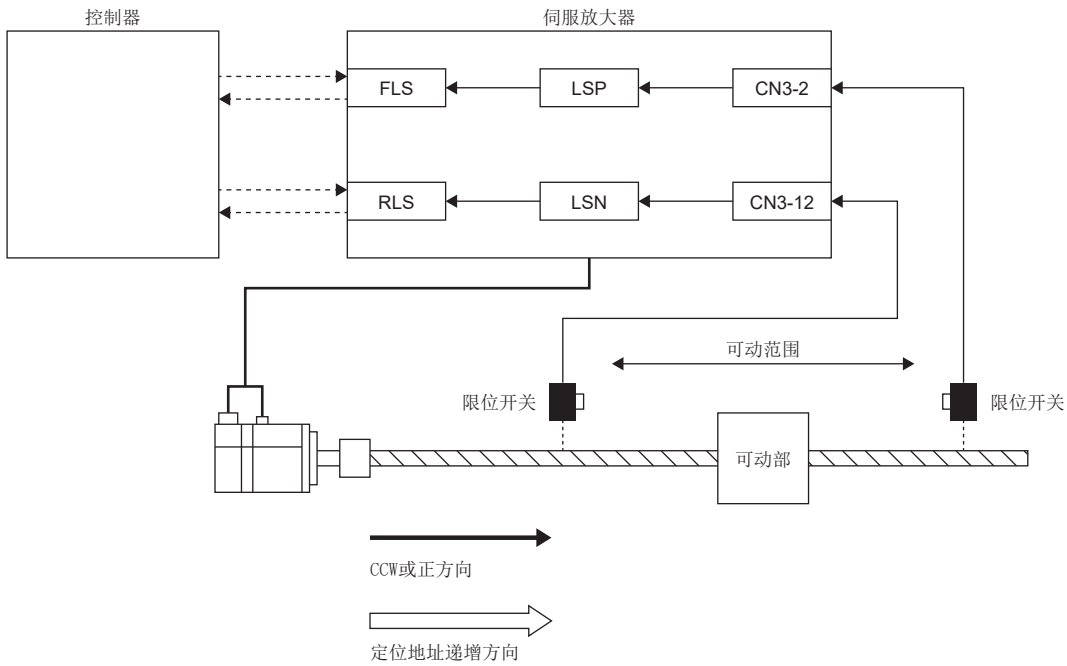 控制器
伺服放大器
FLS
LSP
CN3-2
RLS
LSN
CN3-12
可动范围
限位开关
限位开关
可动部
CCW或正方向
定位地址递增方向